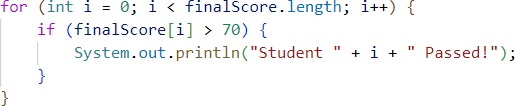 for (int i = 0; i < finalScore.length; i++) {
    if (finalScore[i] > 70) {
        System.out.println("Student " + i + " Passed!");
    }
}